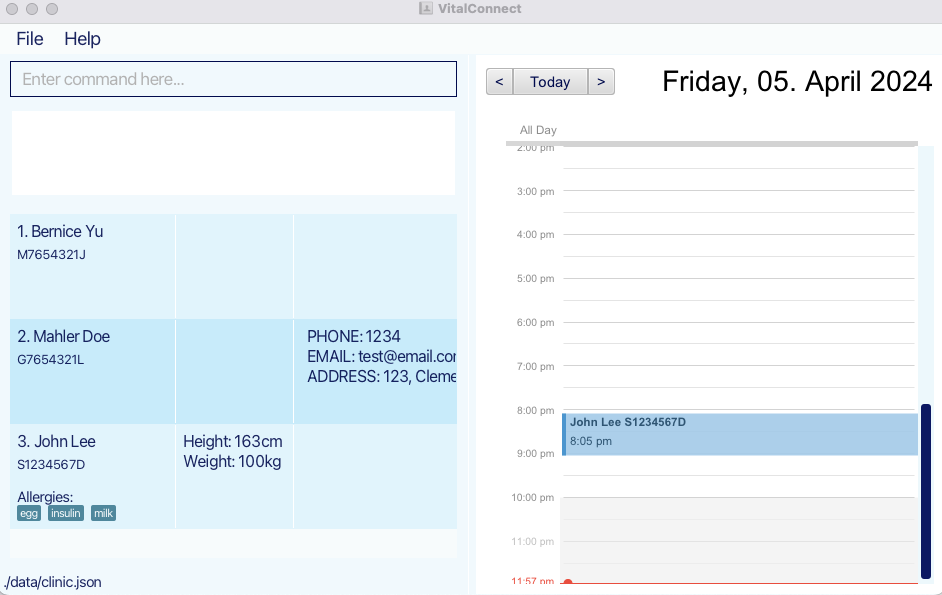 VitalConnect
File Help
Enter command here...
1. Bernice Yu
M7654321J
2. Mahler Doe
G7654321L
PHONE: 1234
EMAIL: test@email.com
ADDRESS: 123, Cleme
3. John Lee
S1234567D
Height: 163cm
Weight: 100kg
Allergies:
egg insulin milk
./data/clinic.json
< Today >
Friday, 05. April 2024
All Day
2:00 pm
3:00 pm
4:00 pm
5:00 pm
6:00 pm
7:00 pm
8:00 pm
John Lee S1234567D
8:05 pm
9:00 pm
10:00 pm
11:00 pm
11:57 pm